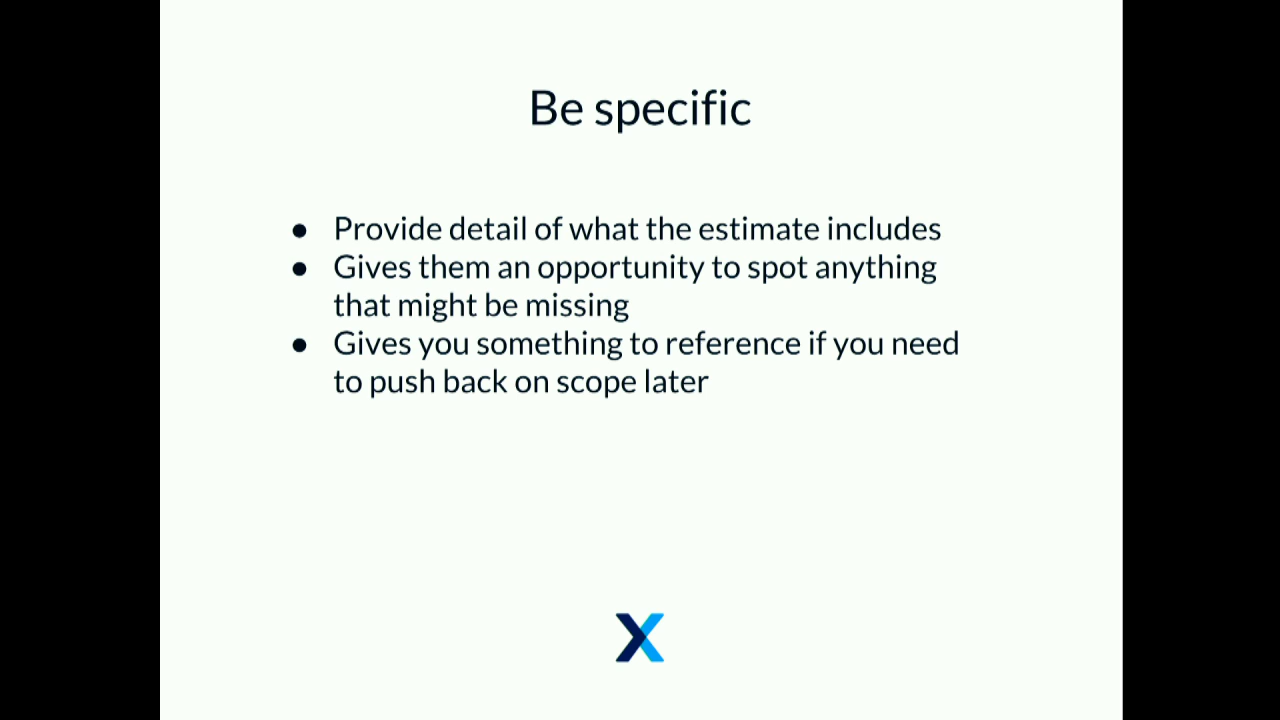 Be specific
● Provide detail of what the estimate includes
● Gives them an opportunity to spot anything
that might be missing
● Gives you something to reference if you need
to push back on scope later